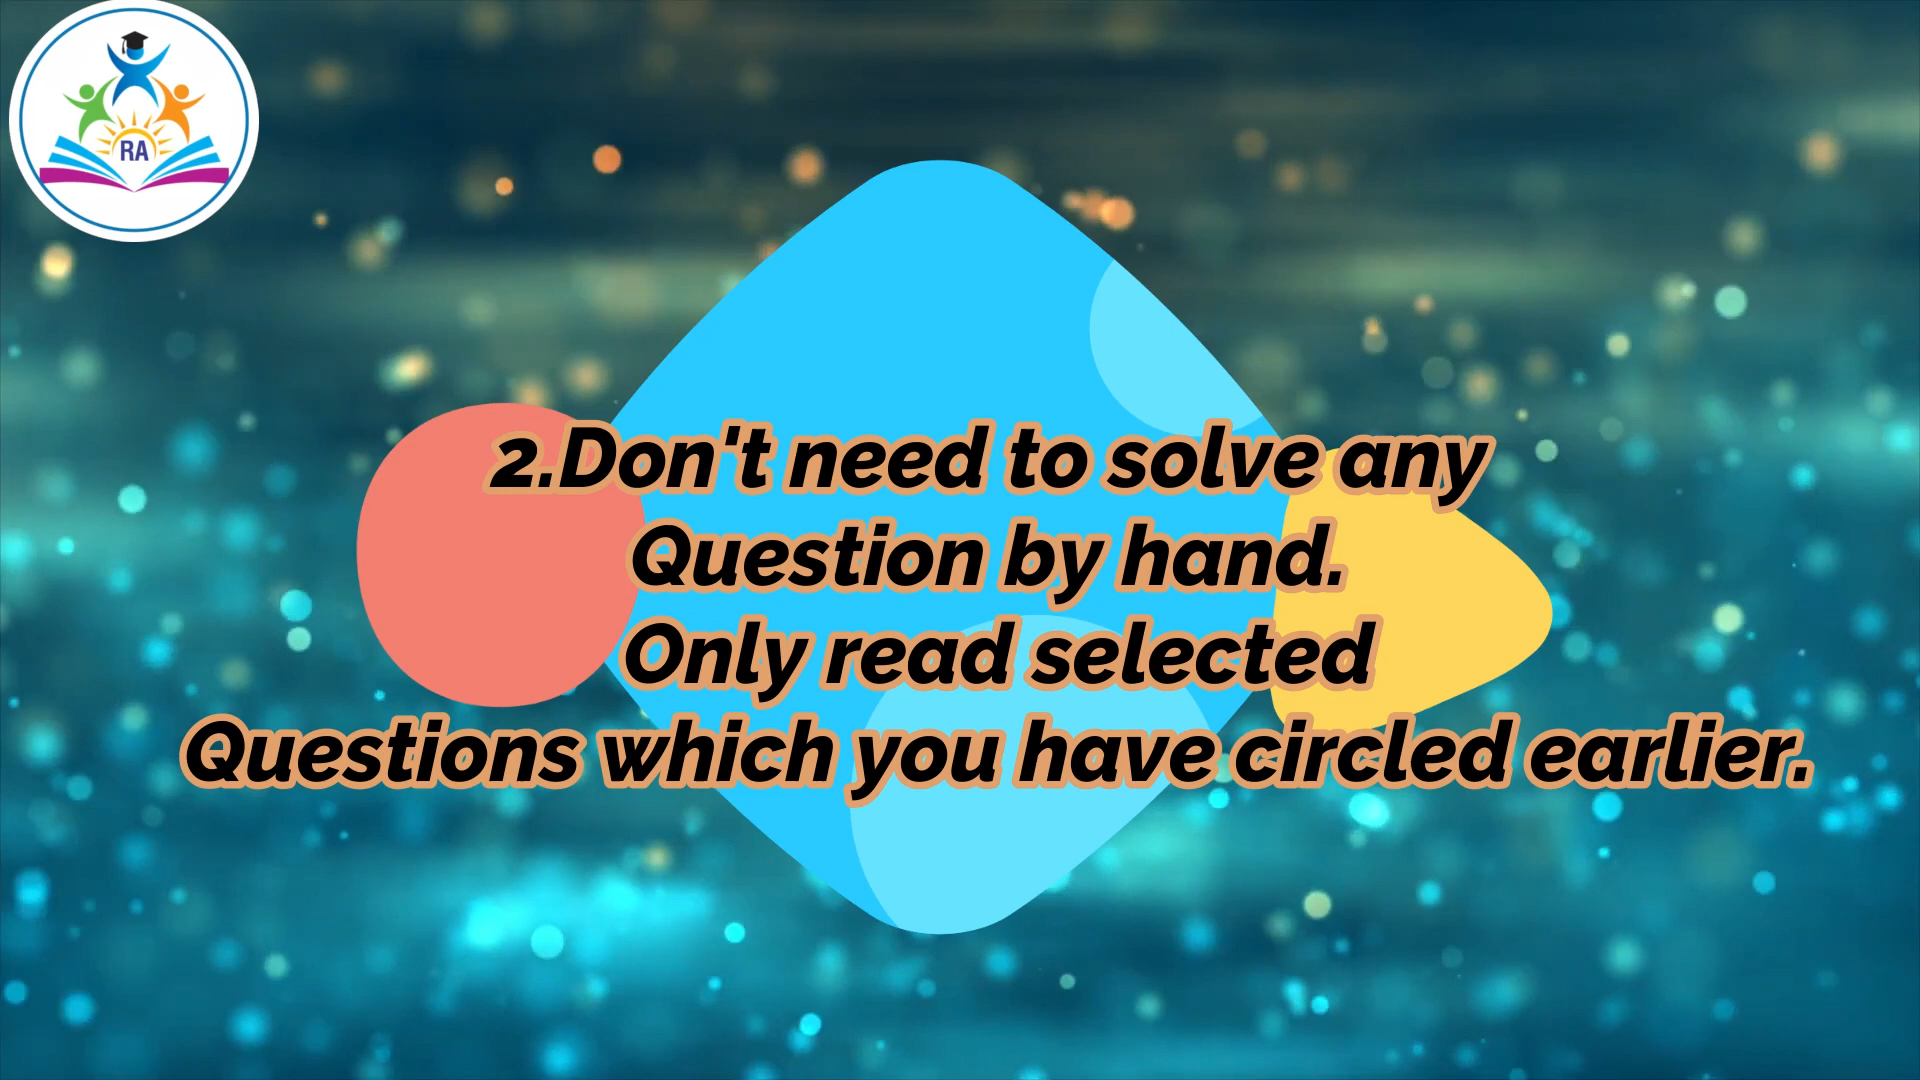 RA
2.Don't need to solve any
Question by hand.
Only read selected
Questions which you have circled earlier.